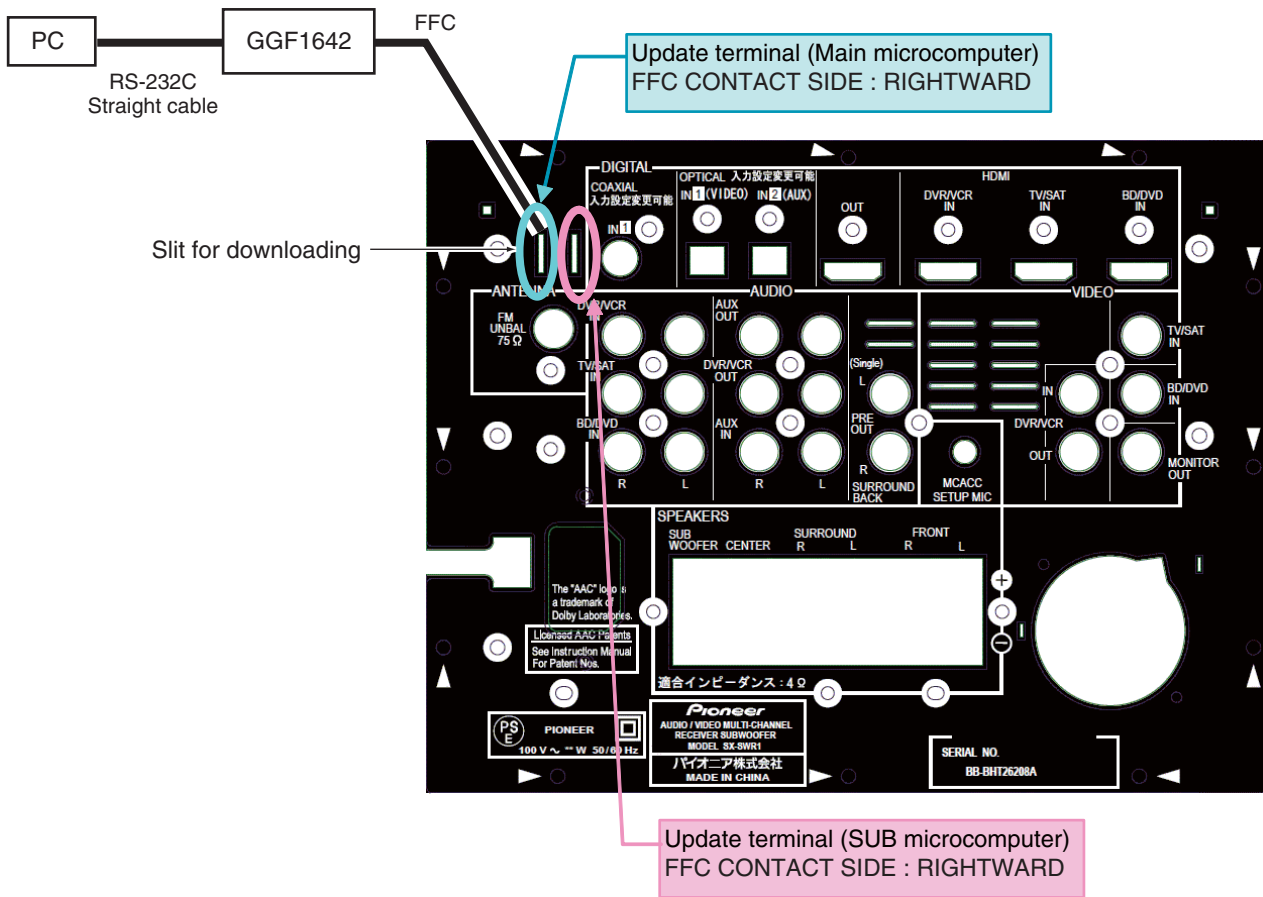 PC
GGF1642
FFC
RS-232C
Straight cable
Update terminal (Main microcomputer)
FFC CONTACT SIDE : RIGHTWARD
Slit for downloading
DIGITAL
COAXIAL
入力設定変更可能
IN 1
OPTICAL 入力設定変更可能
IN 1 (VIDEO) IN 2 (AUX)
OUT
HDMI
DVR/VCR
IN
TV/SAT
IN
BD/DVD
IN
ANTENNA
FM
UNBAL
75 Ω
AUDIO
DVR/VCR
IN
TV/SAT
IN
BD/DVD
IN
R L
AUX
OUT
DVR/VCR
OUT
AUX
IN
R L
(Single)
L
PRE
OUT
R
SURROUND
BACK
VIDEO
TV/SAT
IN
BD/DVD
IN
IN
DVR/VCR
OUT
MONITOR
OUT
MCACC
SETUP MIC
SPEAKERS
SUB
WOOFER CENTER
SURROUND
R L
FRONT
R L
+
−
適合インピーダンス : 4 Ω
The "AAC" logo is
a trademark of
Dolby Laboratories.
Licensed AAC Patents
See Instruction Manual
For Patent Nos.
PS
E
PIONEER
100 V ~ ** W 50/60 Hz
Pioneer
AUDIO / VIDEO MULTI-CHANNEL
RECEIVER SUBWOOFER
MODEL SX-SWR1
パイオニア株式会社
MADE IN CHINA
SERIAL NO.
BB-BHT26208A
Update terminal (SUB microcomputer)
FFC CONTACT SIDE : RIGHTWARD